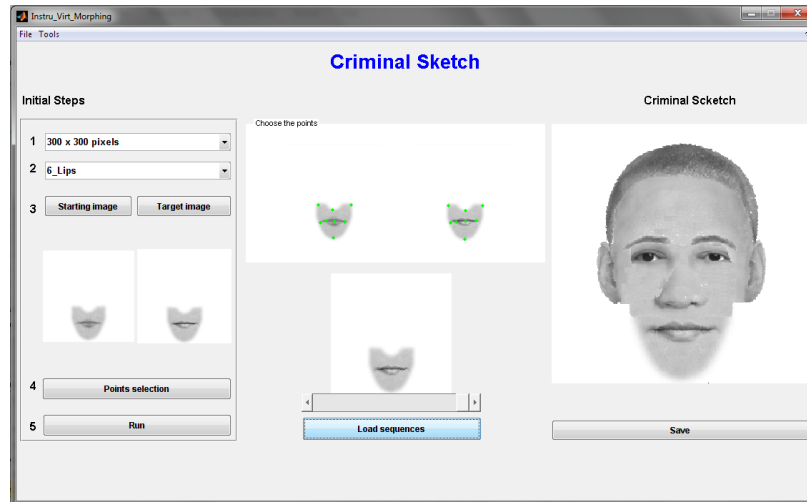 Instru_Virt_Morphing
File Tools
Criminal Sketch
Initial Steps
1 300 x 300 pixels
2 6_Lips
3 Starting image Target image
4 Points selection
5 Run
Choose the points
Load sequences
Criminal Scketch
Save